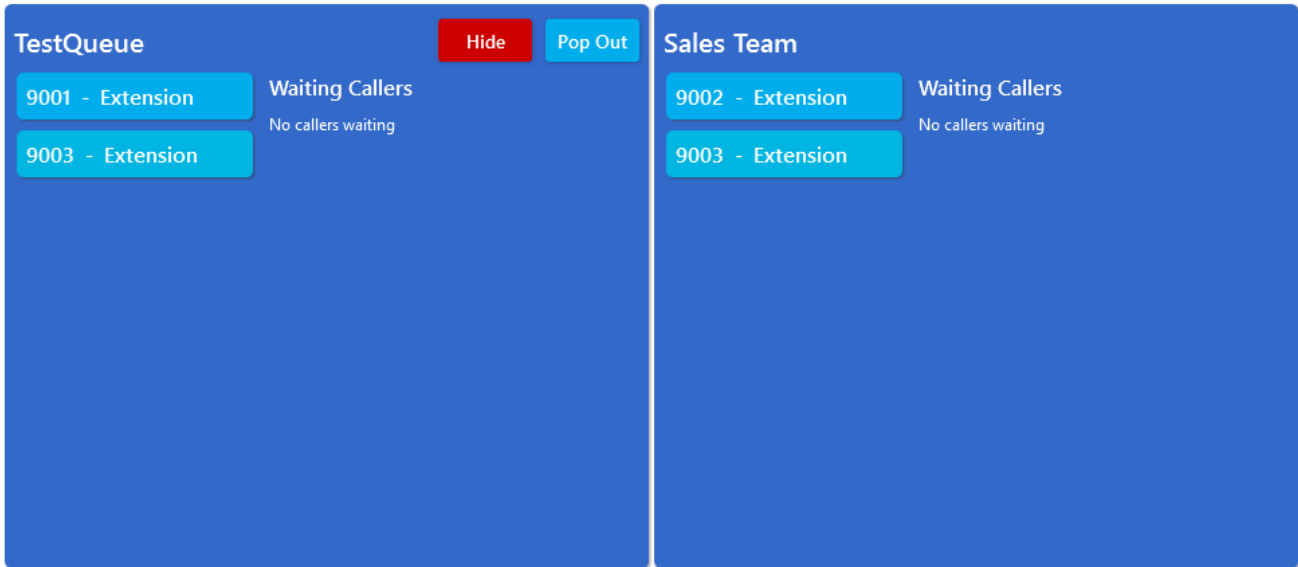 TestQueue
Hide
Pop Out
9001 - Extension
9003 - Extension
Waiting Callers
No callers waiting
Sales Team
9002 - Extension
9003 - Extension
Waiting Callers
No callers waiting